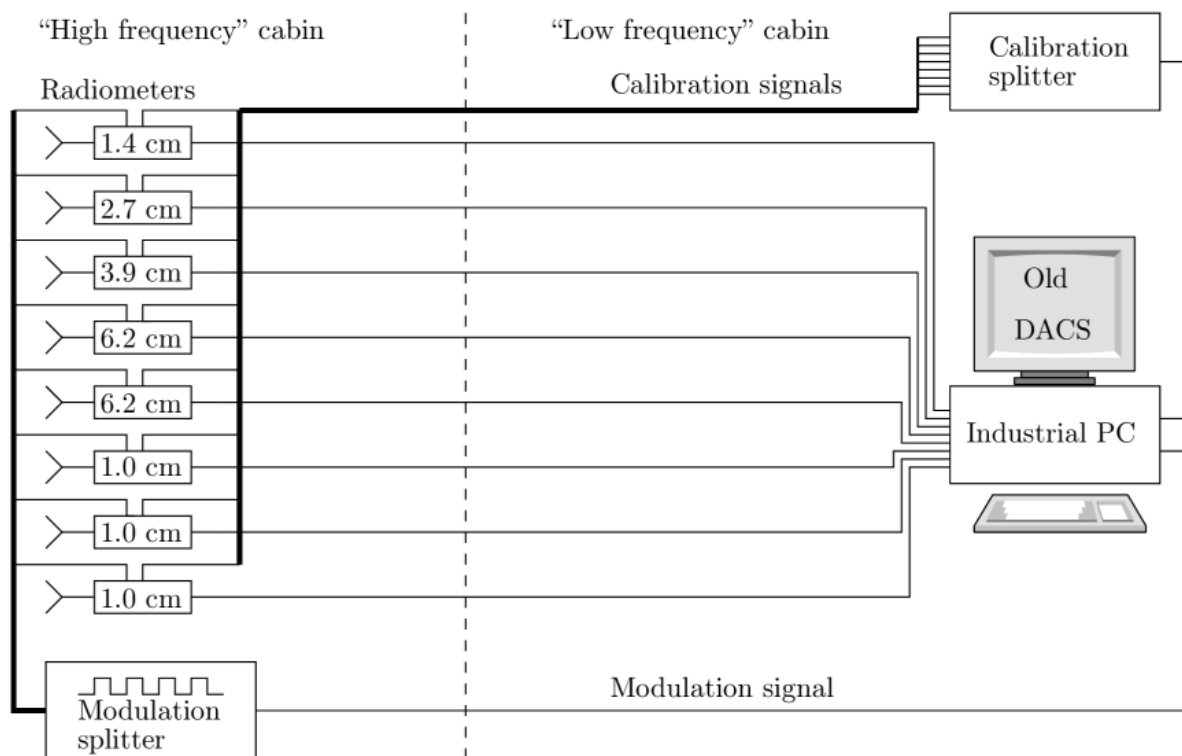 “High frequency” cabin
“Low frequency” cabin
Calibration
splitter
Calibration signals
Radiometers
1.4 cm
2.7 cm
3.9 cm
6.2 cm
6.2 cm
1.0 cm
1.0 cm
1.0 cm
Old
DACS
Industrial PC
Modulation signal
Modulation
splitter